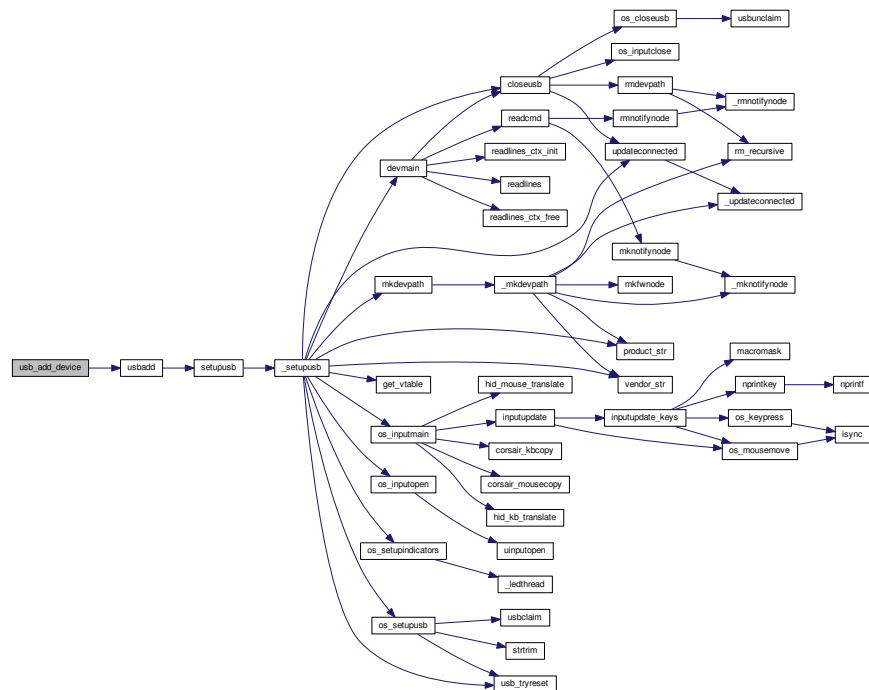 os_closeusb
usbunclaim
os_inputclose
closeusb
rmdevpath
_rmnotifynode
readcmd
rmnotifynode
readlines_ctx_init
updateconnected
rm_recursive
devmain
readlines
_updateconnected
readlines_ctx_free
mknotifynode
mkdevpath
_mkdevpath
mkfwnode
_mknotifynode
product_str
macromask
usb_add_device
usbadd
setupusb
_setupusb
get_vtable
hid_mouse_translate
vendor_str
nprintkey
nprintf
os_inputmain
inputupdate
inputupdate_keys
os_keypress
isync
corsair_kbcopy
os_mousemove
os_inputopen
corsair_mousecopy
hid_kb_translate
os_setupindicators
uinputopen
_ledthread
os_setupusb
usbclaim
strtrim
usb_tryreset